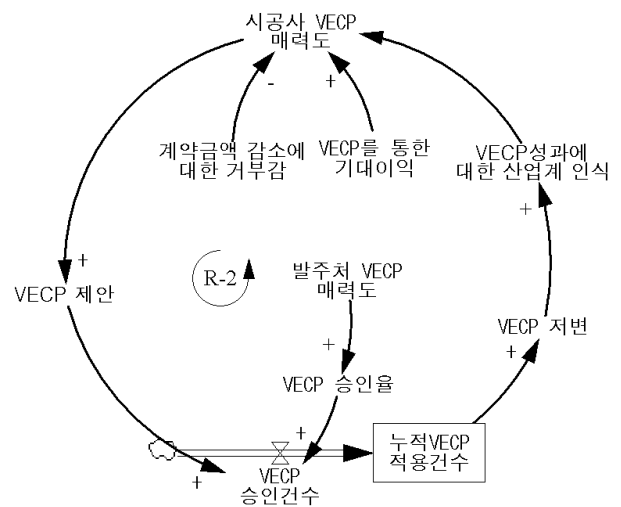 시공사 VECP
매력도
-
+
계약금액 감소에
대한 거부감
VECP를 통한
기대이익
VECP성과에
대한 산업계 인식
+
+
VECP 제안
R-2
발주처 VECP
매력도
+
VECP 저변
+
VECP 승인율
+
누적VECP
적용건수
VECP
승인건수
+